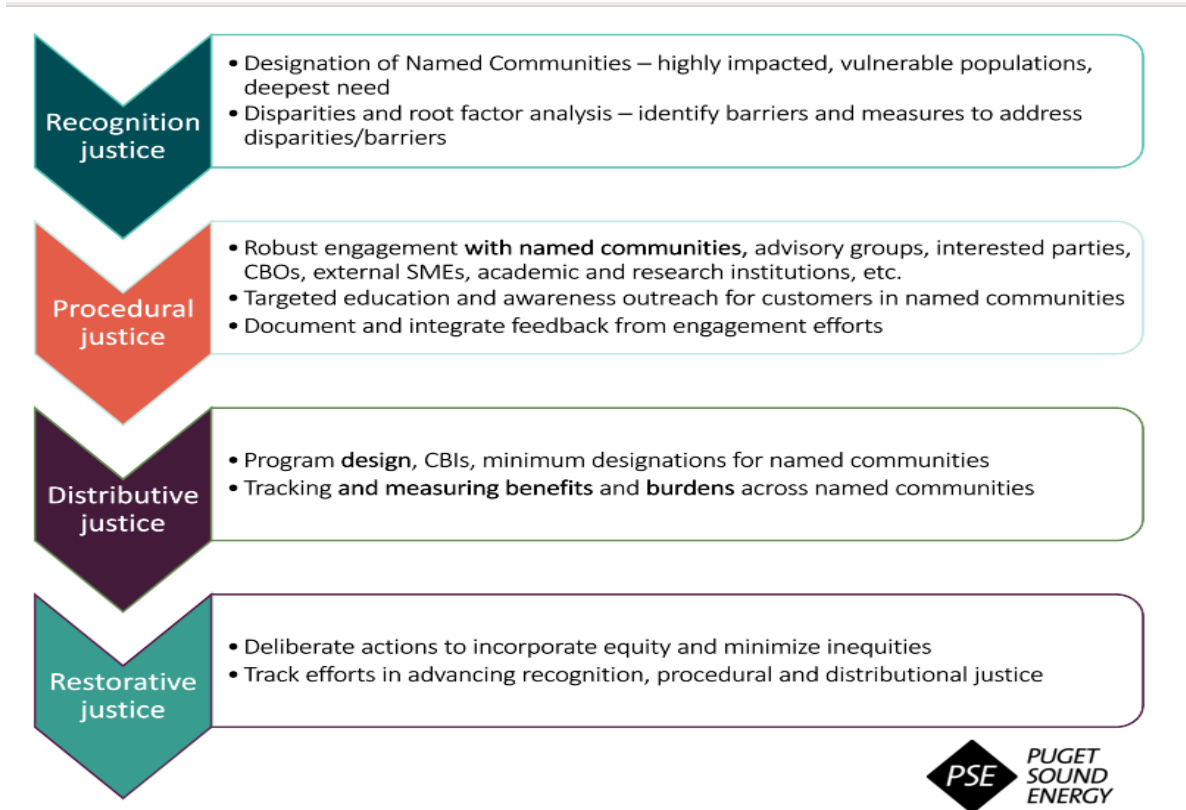 Recognition
justice
• Designation of Named Communities – highly impacted, vulnerable populations,
deepest need
• Disparities and root factor analysis – identify barriers and measures to address
disparities/barriers
Procedural
justice
• Robust engagement with named communities, advisory groups, interested parties,
CBOs, external SMEs, academic and research institutions, etc.
• Targeted education and awareness outreach for customers in named communities
• Document and integrate feedback from engagement efforts
Distributive
justice
• Program design, CBIs, minimum designations for named communities
• Tracking and measuring benefits and burdens across named communities
Restorative
justice
• Deliberate actions to incorporate equity and minimize inequities
• Track efforts in advancing recognition, procedural and distributional justice
PSE
PUGET
SOUND
ENERGY